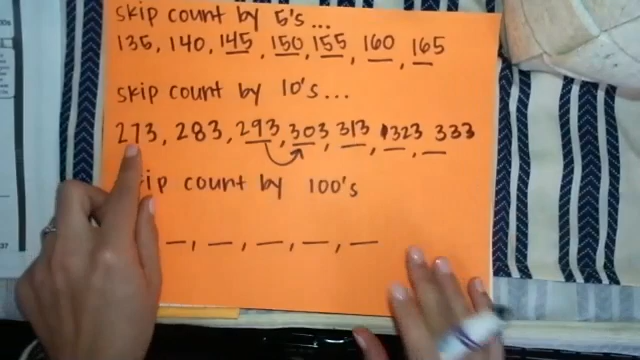 skip count by 5's...
135, 140, 145, 150, 155, 160, 165
skip count by 10's...
273, 283, 293, 303, 313, 323 333
ip count by 100's
37